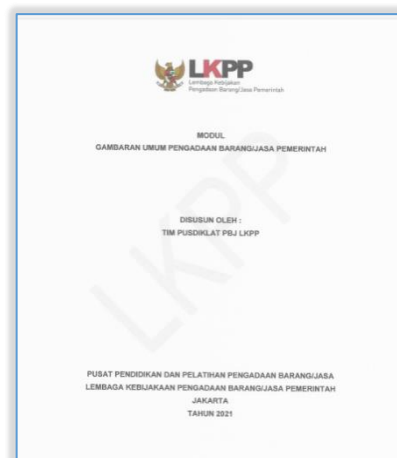 LKPP
Lembaga Kebijakan
Pengadaan Barang/Jasa Pemerintah
MODUL
GAMBARAN UMUM PENGADAAN BARANG/JASA PEMERINTAH
DISUSUN OLEH :
TIM PUSDIKLAT PBJ LKPP
LKPP
PUSAT PENDIDIKAN DAN PELATIHAN PENGADAAN BARANG/JASA
LEMBAGA KEBIJAKAAN PENGADAAN BARANG/JASA PEMERINTAH
JAKARTA
TAHUN 2021